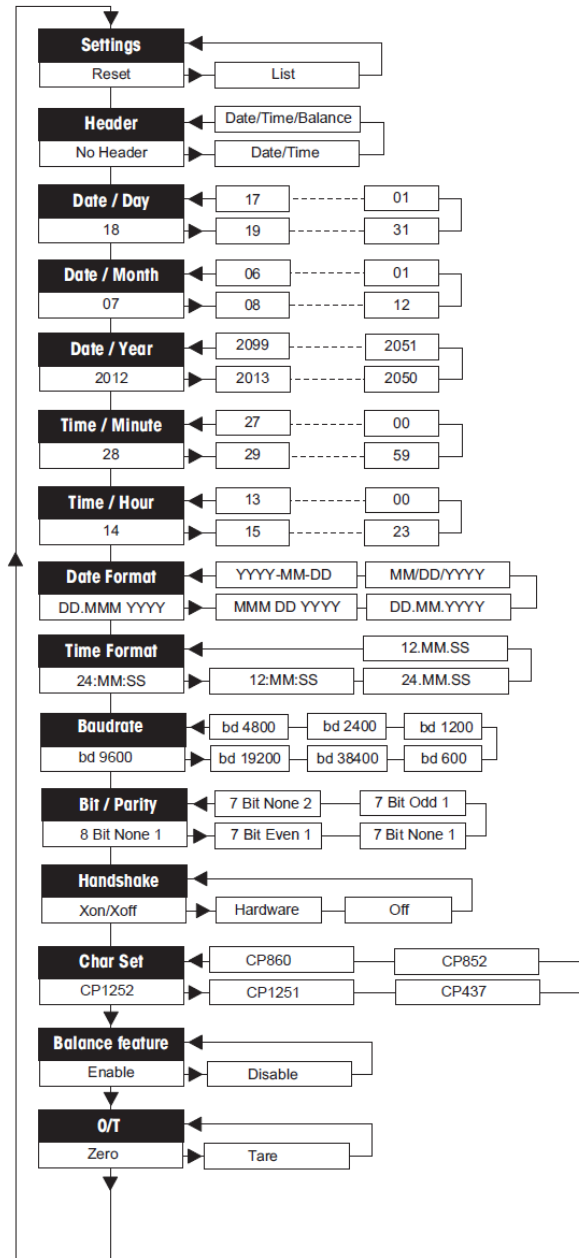 Settings
Reset List
Header Date/Time/Balance
No Header Date/Time
Date / Day 17 01
18 19 31
Date / Month 06 01
07 08 12
Date / Year 2099 2051
2012 2013 2050
Time / Minute 27 00
28 29 59
Time / Hour 13 00
14 15 23
Date Format YYYY-MM-DD MM/DD/YYYY
DD.MMM YYYY MMM DD YYYY DD.MM.YYYY
Time Format 12.MM.SS
24:MM:SS 12:MM:SS 24.MM.SS
Baudrate bd 4800 bd 2400 bd 1200
bd 9600 bd 19200 bd 38400 bd 600
Bit / Parity 7 Bit None 2 7 Bit Odd 1
8 Bit None 1 7 Bit Even 1 7 Bit None 1
Handshake
Xon/Xoff Hardware Off
Char Set CP860 CP852
CP1252 CP1251 CP437
Balance feature
Enable Disable
O/T
Zero Tare